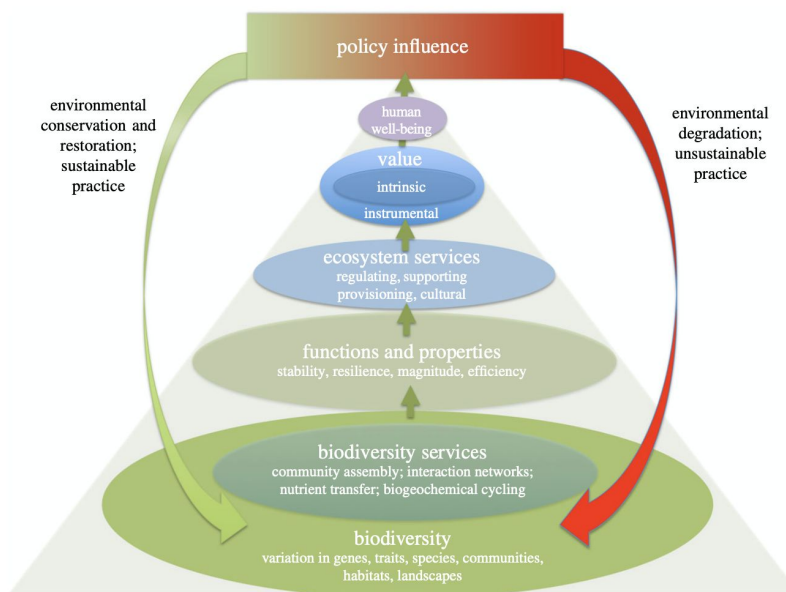 policy influence
environmental
conservation and
restoration;
sustainable
practice
environmental
degradation;
unsustainable
practice
human
well-being
value
intrinsic
instrumental
ecosystem services
regulating, supporting
provisioning, cultural
functions and properties
stability, resilience, magnitude, efficiency
biodiversity services
community assembly; interaction networks;
nutrient transfer; biogeochemical cycling
biodiversity
variation in genes, traits, species, communities,
habitats, landscapes